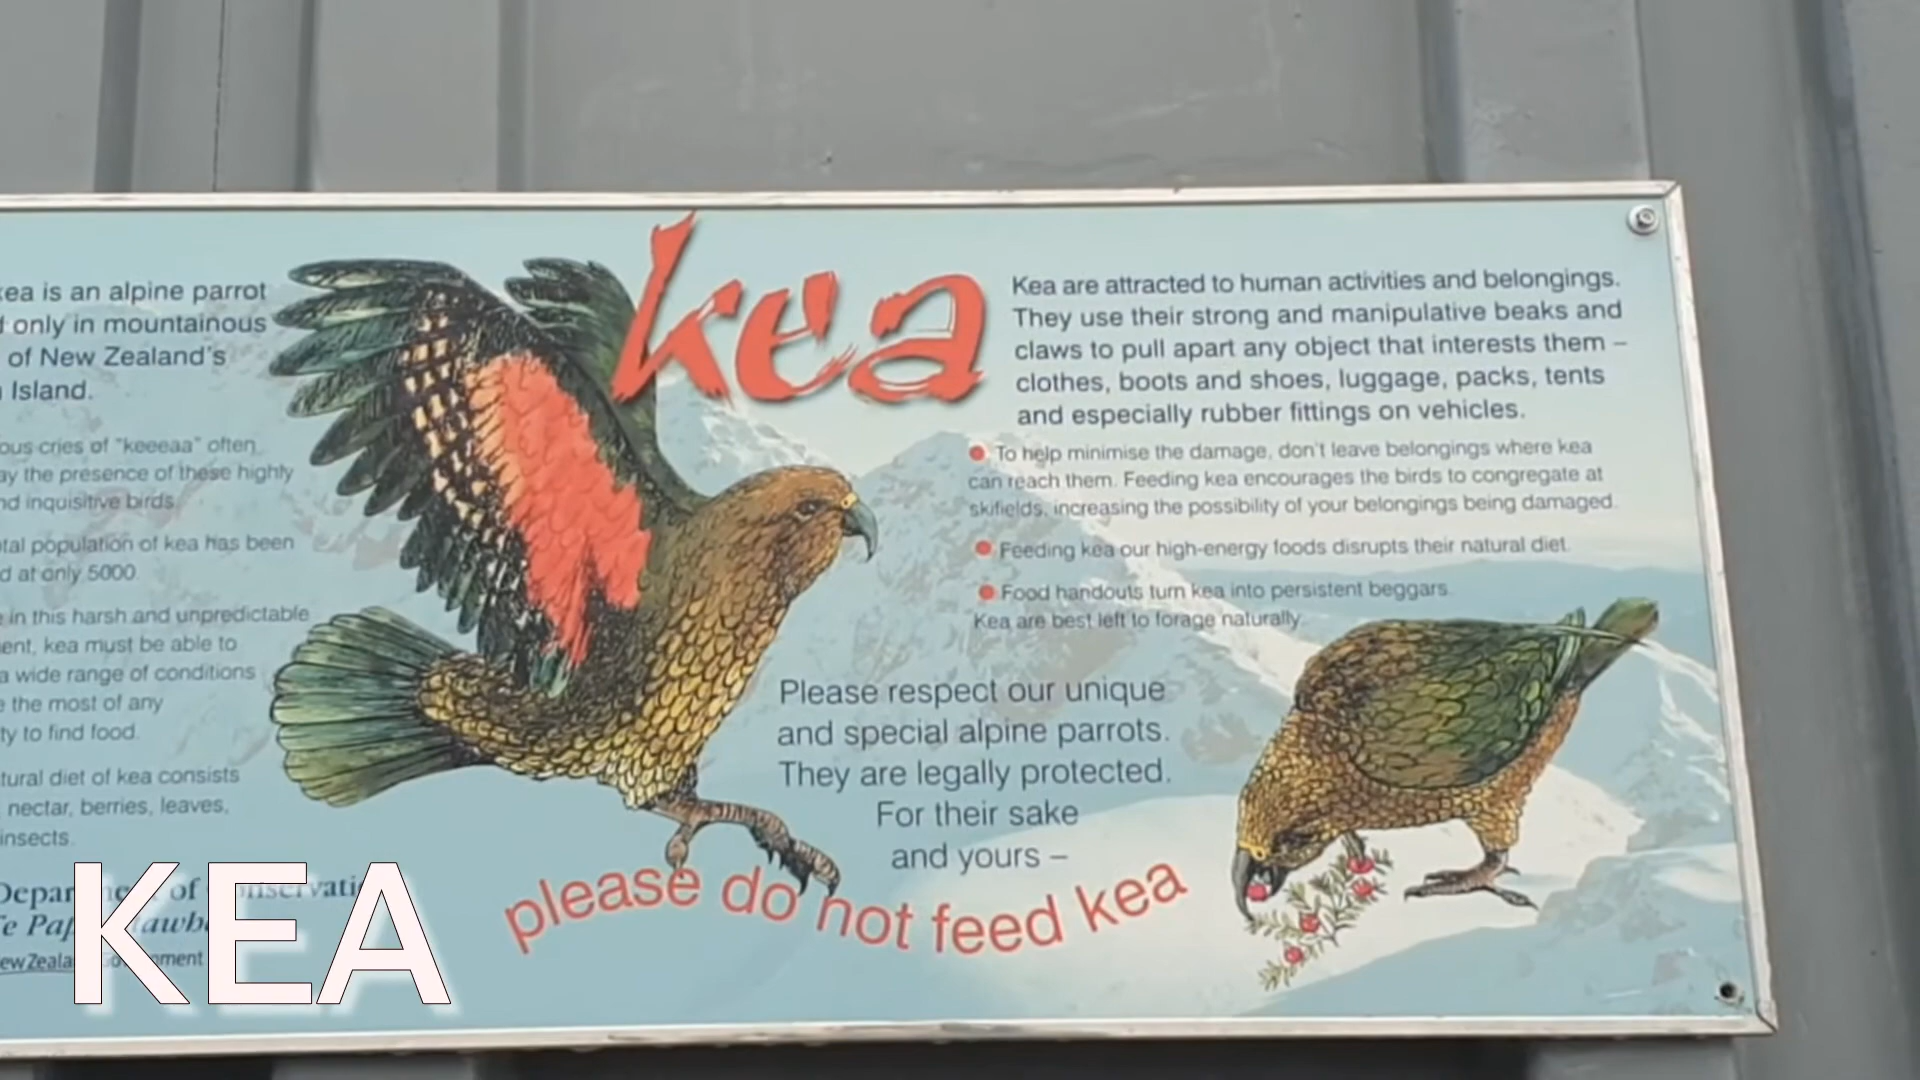 kea
kea is an alpine parrot
only in mountainous
of New Zealand's
Island.
ous cries of "keeeaa" often
ay the presence of these highly
nd inquisitive birds.
tal population of kea has been
d at only 5000.
in this harsh and unpredictable
ent, kea must be able to
a wide range of conditions
e the most of any
ty to find food.
tural diet of kea consists
nectar, berries, leaves,
insects.
of
Te
Kea are attracted to human activities and belongings.
They use their strong and manipulative beaks and
claws to pull apart any object that interests them –
clothes, boots and shoes, luggage, packs, tents
and especially rubber fittings on vehicles.
To help minimise the damage, don't leave belongings where kea
can reach them. Feeding kea encourages the birds to congregate at
skifields, increasing the possibility of your belongings being damaged.
Feeding kea our high-energy foods disrupts their natural diet.
Food handouts turn kea into persistent beggars.
Kea are best left to forage naturally.
Please respect our unique
and special alpine parrots.
They are legally protected.
For their sake
and yours –
please do not feed kea
KEA